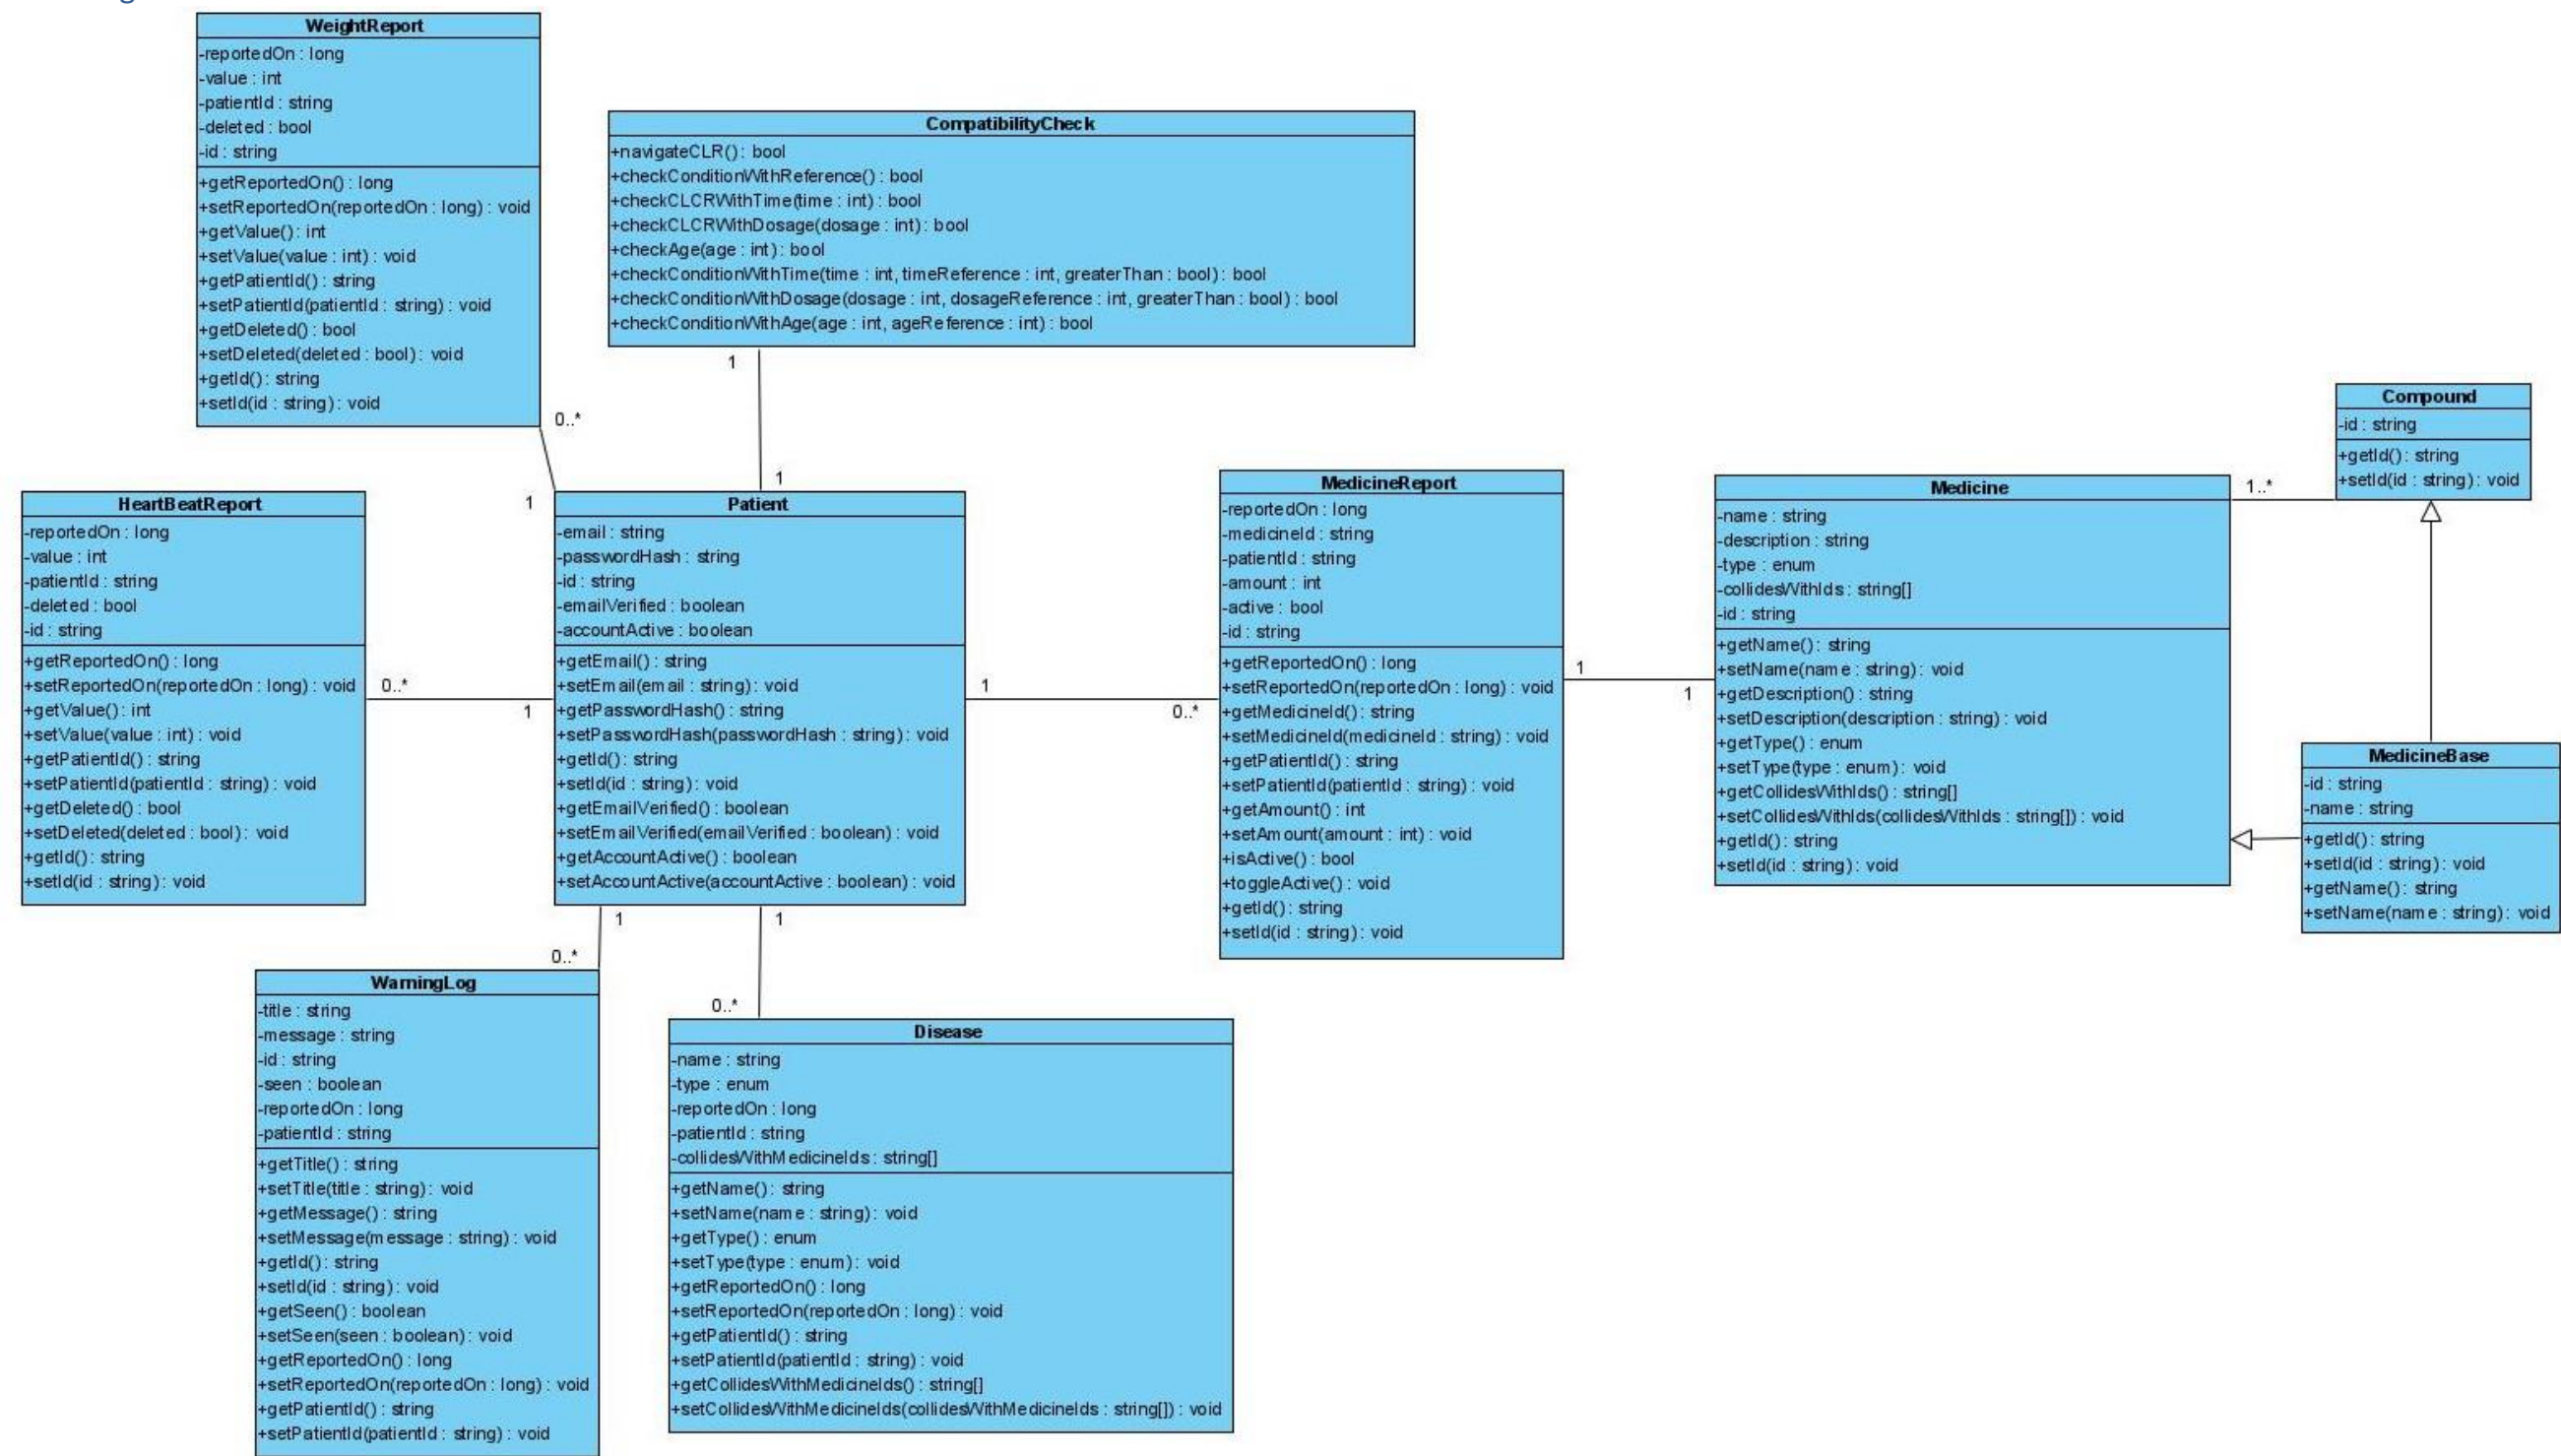 WeightReport
-reportedOn : long
-value : int
-patientId : string
-deleted : bool
-id : string
+getReportedOn() : long
+setReportedOn(reportedOn : long) : void
+getValue() : int
+setValue(value : int) : void
+getPatientId() : string
+setPatientId(patientId : string) : void
+getDeleted() : bool
+setDeleted(deleted : bool) : void
+getId() : string
+setId(id : string) : void
0..*
1
CompatibilityCheck
+navigateCLR() : bool
+checkConditionWithReference() : bool
+checkCLCRWithTime(time : int) : bool
+checkCLCRWithDosage(dosage : int) : bool
+checkAge(age : int) : bool
+checkConditionWithTime(time : int, timeReference : int, greaterThan : bool) : bool
+checkConditionWithDosage(dosage : int, dosageReference : int, greaterThan : bool) : bool
+checkConditionWithAge(age : int, ageReference : int) : bool
1
1
HeartBeatReport
-reportedOn : long
-value : int
-patientId : string
-deleted : bool
-id : string
+getReportedOn() : long
+setReportedOn(reportedOn : long) : void
+getValue() : int
+setValue(value : int) : void
+getPatientId() : string
+setPatientId(patientId : string) : void
+getDeleted() : bool
+setDeleted(deleted : bool) : void
+getId() : string
+setId(id : string) : void
0..*
1
Patient
-email : string
-passwordHash : string
-id : string
-emailVerified : boolean
-accountActive : boolean
+getEmail() : string
+setEmail(email : string) : void
+getPasswordHash() : string
+setPasswordHash(passwordHash : string) : void
+getId() : string
+setId(id : string) : void
+getEmailVerified() : boolean
+setEmailVerified(emailVerified : boolean) : void
+getAccountActive() : boolean
+setAccountActive(accountActive : boolean) : void
1
0..*
MedicineReport
-reportedOn : long
-medicineId : string
-patientId : string
-amount : int
-active : bool
-id : string
+getReportedOn() : long
+setReportedOn(reportedOn : long) : void
+getMedicineId() : string
+setMedicineId(medicineId : string) : void
+getPatientId() : string
+setPatientId(patientId : string) : void
+getAmount() : int
+setAmount(amount : int) : void
+isActive() : bool
+toggleActive() : void
+getId() : string
+setId(id : string) : void
1
1
Medicine
-name : string
-description : string
-type : enum
-collidesWithIds : string[]
-id : string
+getName() : string
+setName(name : string) : void
+getDescription() : string
+setDescription(description : string) : void
+getType() : enum
+setType(type : enum) : void
+getCollidesWithIds() : string[]
+setCollidesWithIds(collidesWithIds : string[]) : void
+getId() : string
+setId(id : string) : void
1..*
Compound
-id : string
+getId() : string
+setId(id : string) : void
MedicineBase
-id : string
-name : string
+getId() : string
+setId(id : string) : void
+getName() : string
+setName(name : string) : void
1
0..*
WarningLog
-title : string
-message : string
-id : string
-seen : boolean
-reportedOn : long
-patientId : string
+getTitle() : string
+setTitle(title : string) : void
+getMessage() : string
+setMessage(message : string) : void
+getId() : string
+setId(id : string) : void
+getSeen() : boolean
+setSeen(seen : boolean) : void
+getReportedOn() : long
+setReportedOn(reportedOn : long) : void
+getPatientId() : string
+setPatientId(patientId : string) : void
1
0..*
Disease
-name : string
-type : enum
-reportedOn : long
-patientId : string
-collidesWithMedicineIds : string[]
+getName() : string
+setName(name : string) : void
+getType() : enum
+setType(type : enum) : void
+getReportedOn() : long
+setReportedOn(reportedOn : long) : void
+getPatientId() : string
+setPatientId(patientId : string) : void
+getCollidesWithMedicineIds() : string[]
+setCollidesWithMedicineIds(collidesWithMedicineIds : string[]) : void